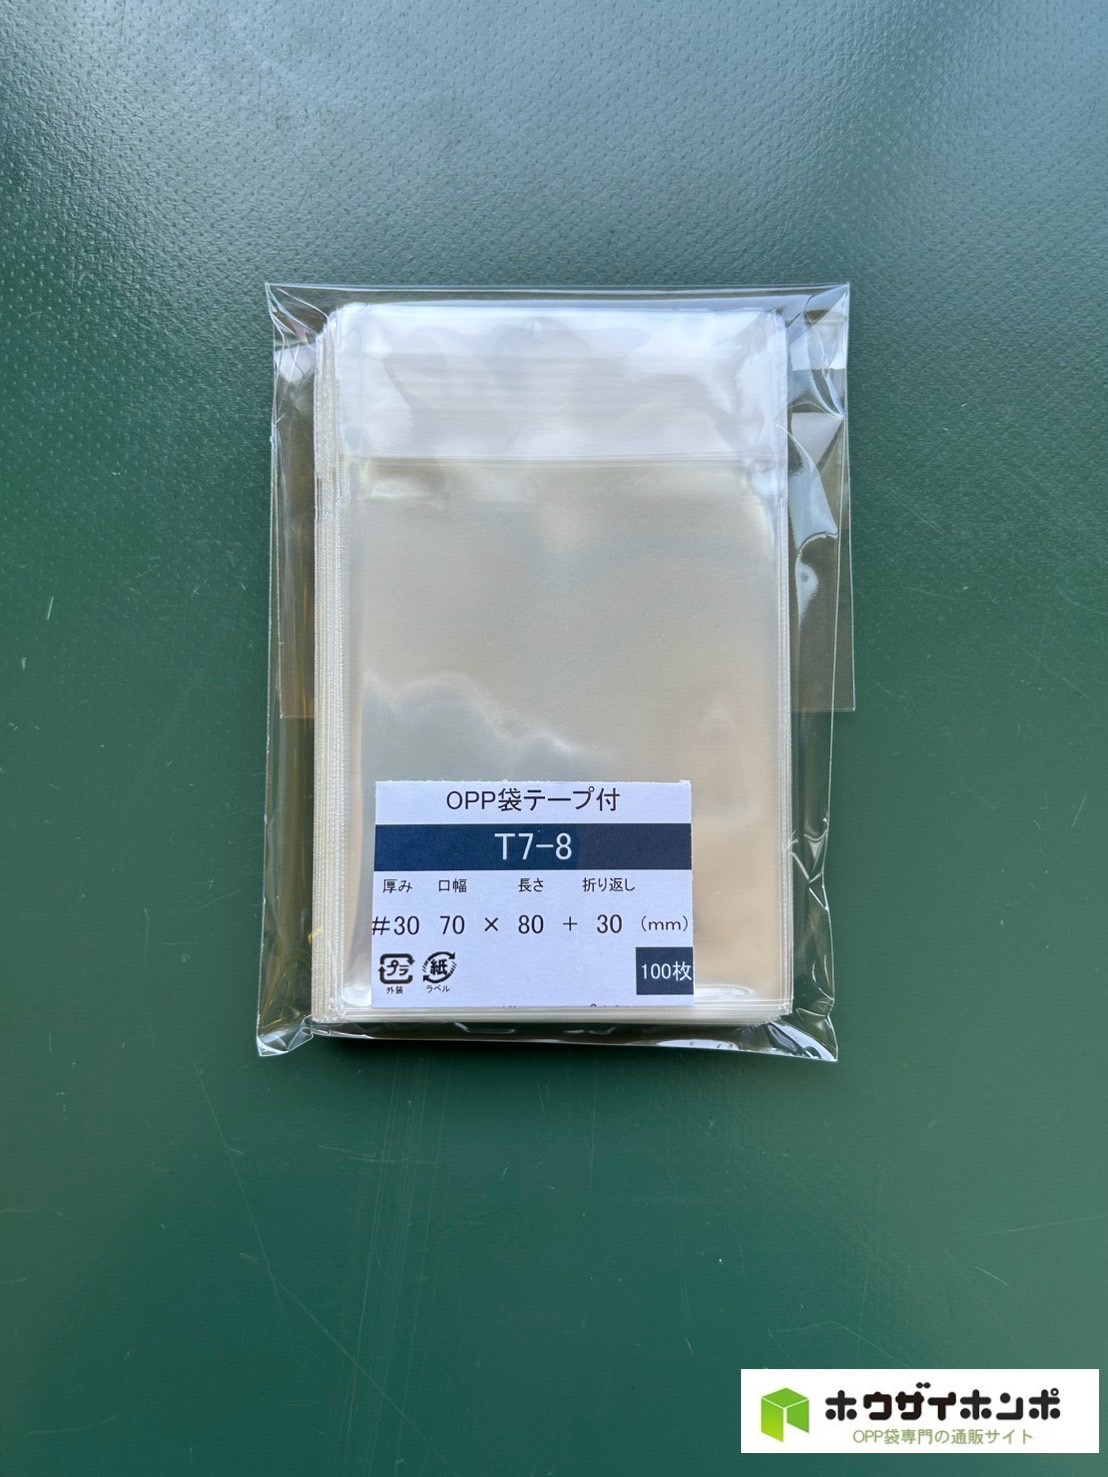 OPP袋テープ付
T7-8
厚み 口幅 長さ 折り返し
#30 70 × 80 + 30 (mm)
プラ 紙
外装 ラベル
100枚
ホウザイホンポ
OPP袋専門の通販サイト